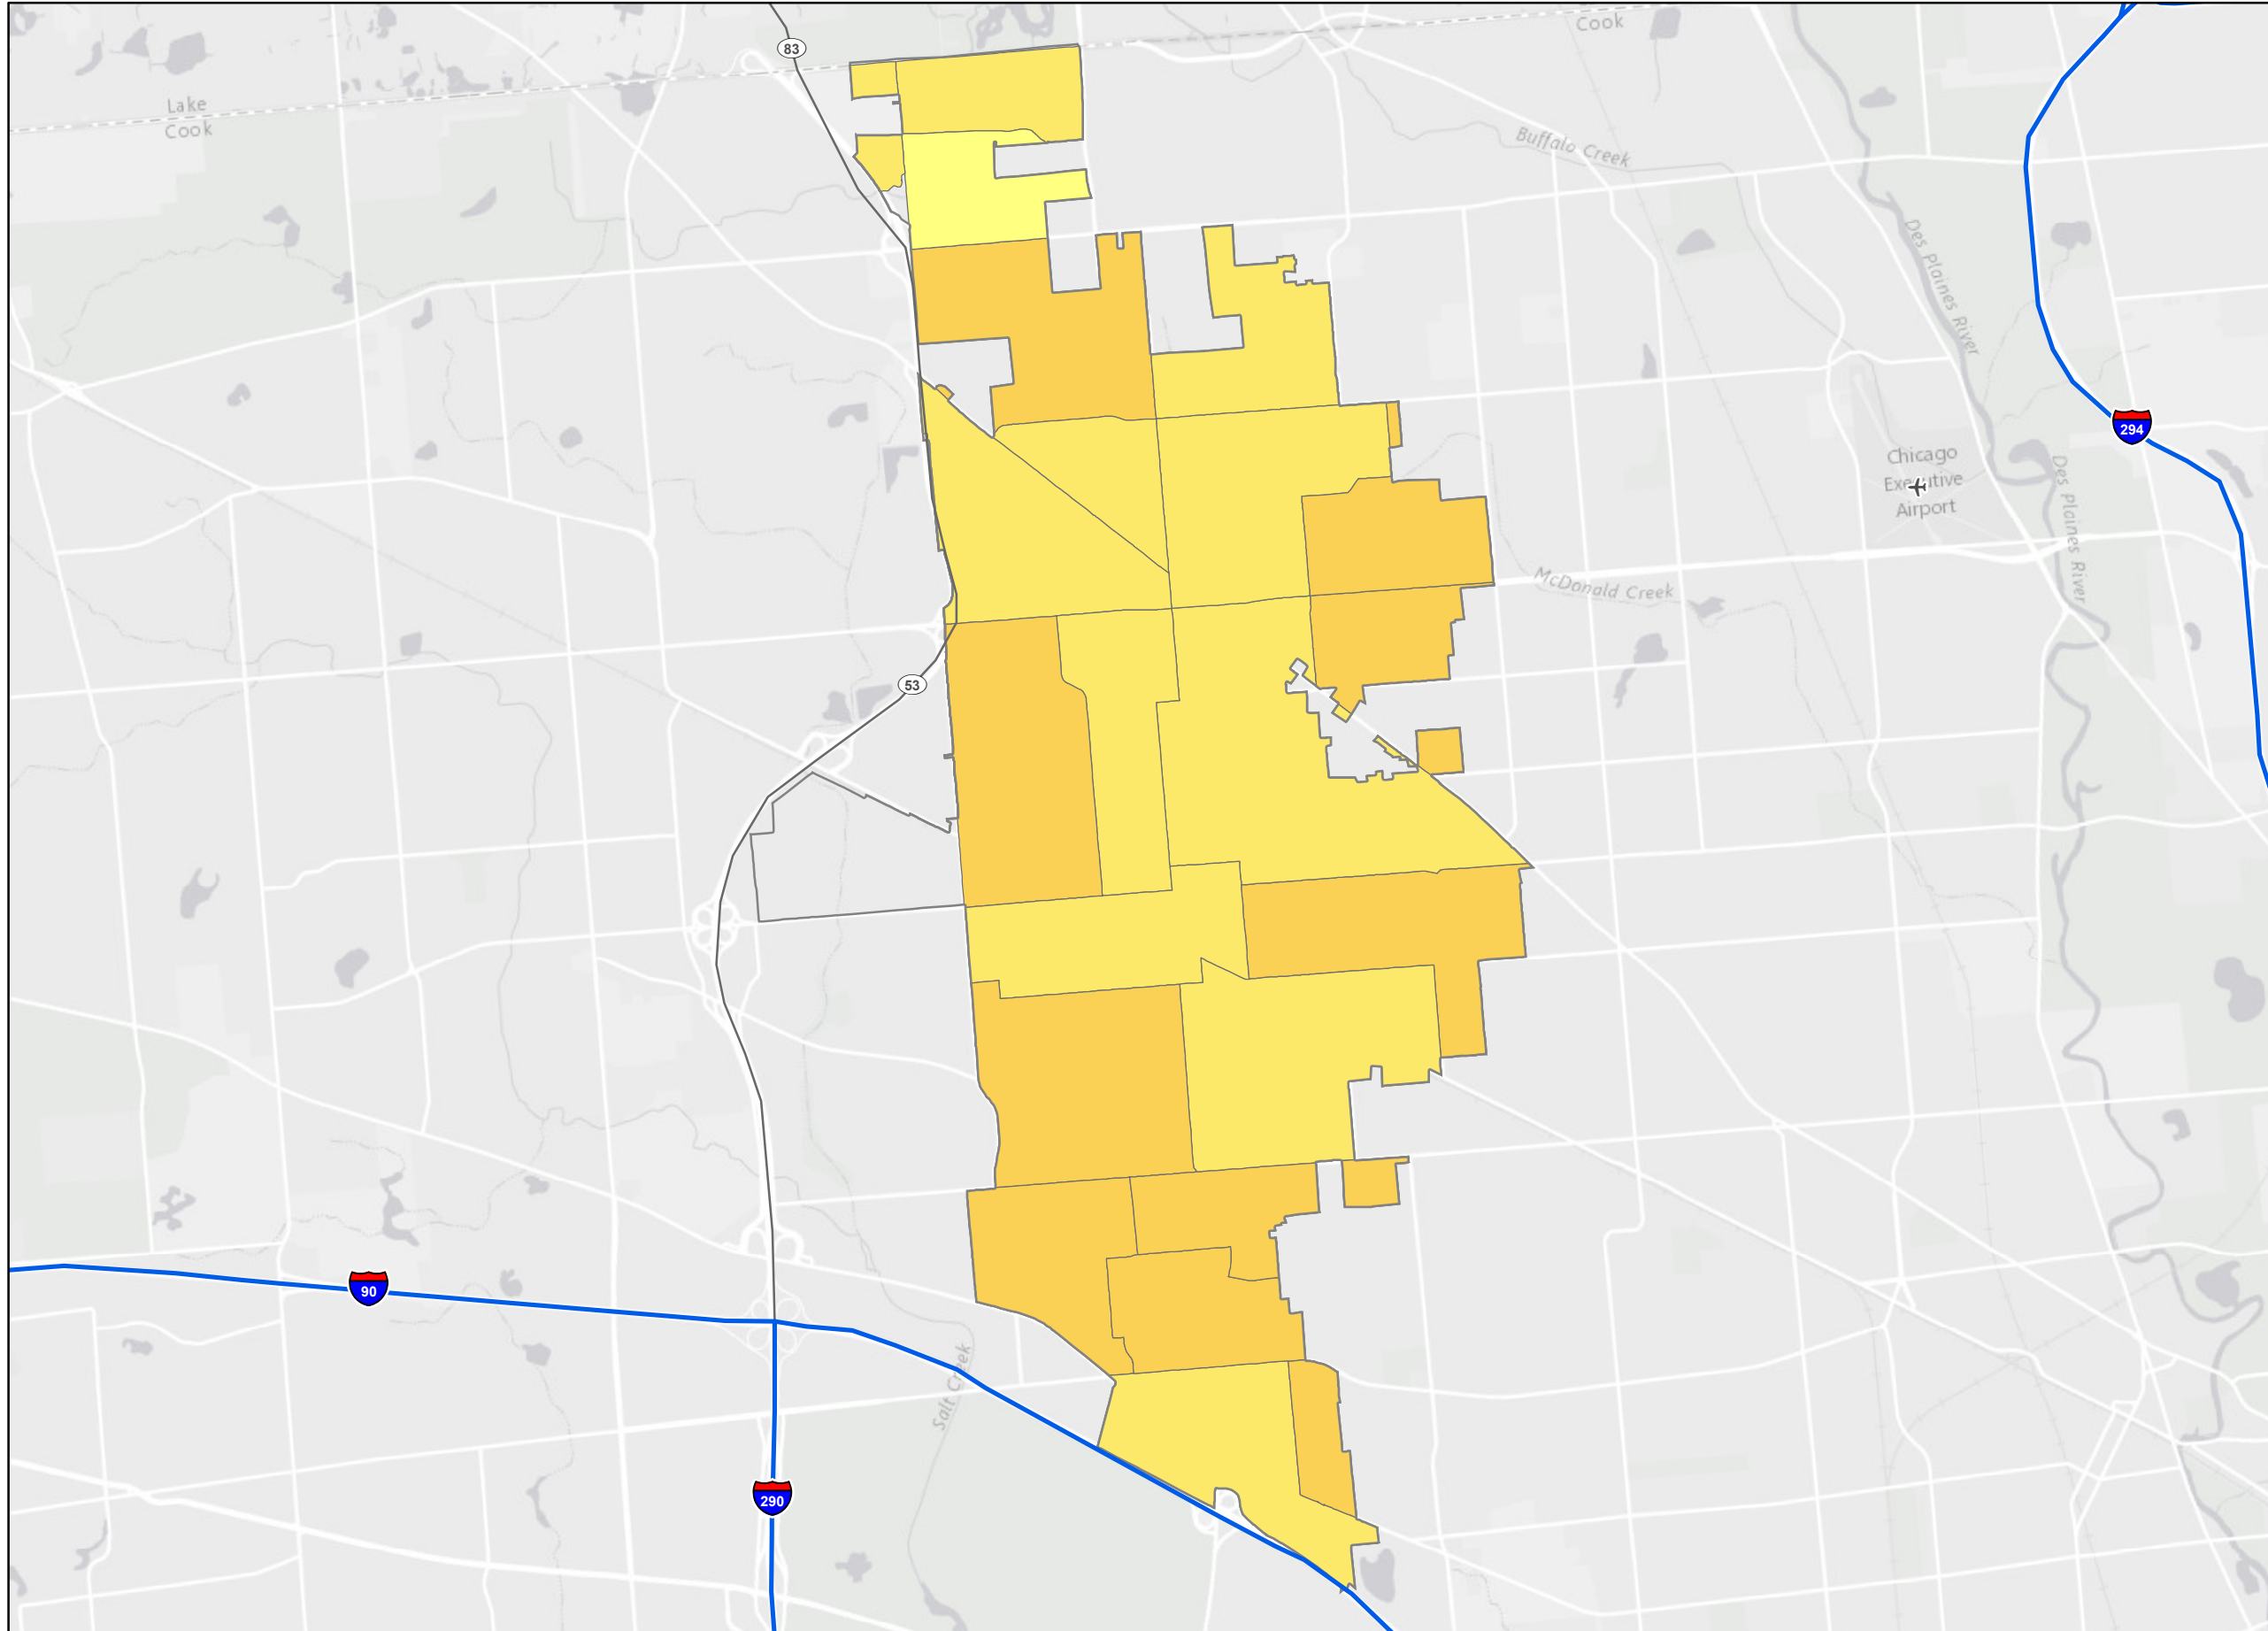 Cook
83
Lake
Cook
Buffalo Creek
Des Plaines River
294
Chicago
Executive
Airport
Des Plaines River
McDonald Creek
53
90
Salt Creek
290